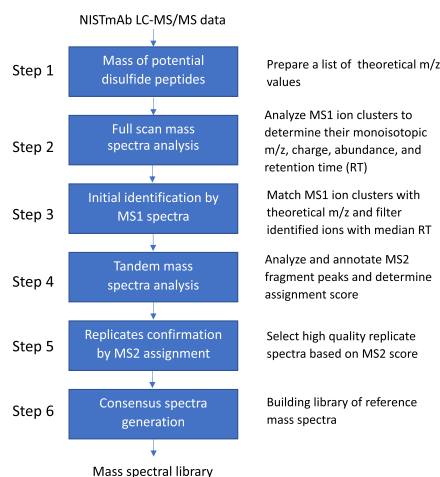 NISTmAb LC-MS/MS data
Step 1
Mass of potential
disulfide peptides
Prepare a list of theoretical m/z
values
Step 2
Full scan mass
spectra analysis
Analyze MS1 ion clusters to
determine their monoisotopic
m/z, charge, abundance, and
retention time (RT)
Step 3
Initial identification by
MS1 spectra
Match MS1 ion clusters with
theoretical m/z and filter
identified ions with median RT
Step 4
Tandem mass
spectra analysis
Analyze and annotate MS2
fragment peaks and determine
assignment score
Step 5
Replicates confirmation
by MS2 assignment
Select high quality replicate
spectra based on MS2 score
Step 6
Consensus spectra
generation
Building library of reference
mass spectra
Mass spectral library